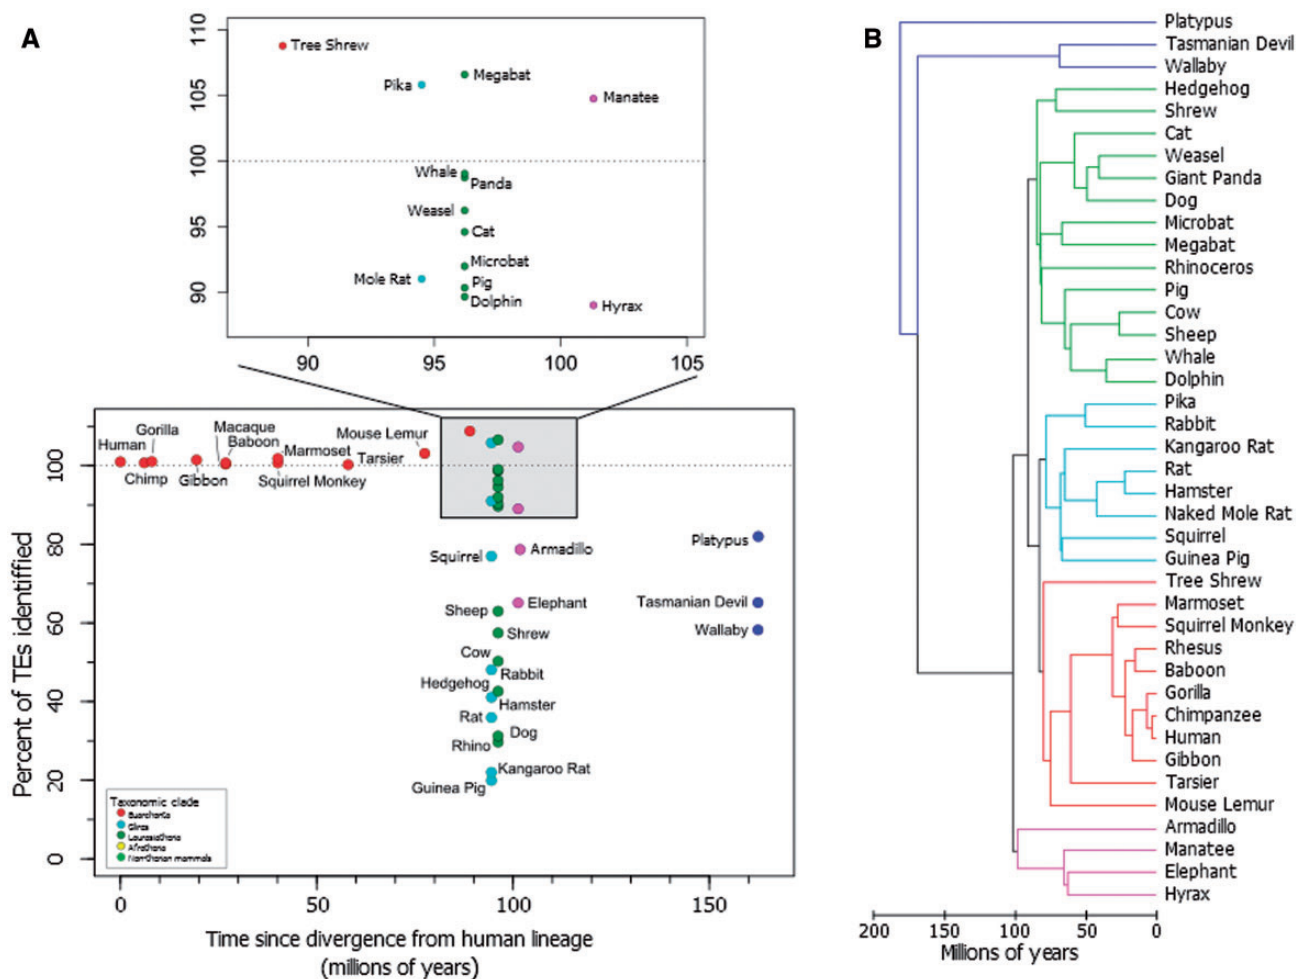 A
110
105
100
95
90
Tree Shrew
Megabat
Pika
Manatee
Whale
Panda
Weasel
Cat
Microbat
Mole Rat
Pig
Dolphin
Hyrax
90
95
100
105
Percent of TEs identiffied
100
80
60
40
20
0
Human
Gorilla
Chimp
Gibbon
Macaque
Baboon
Marmoset
Squirrel Monkey
Tarsier
Mouse Lemur
Squirrel
Armadillo
Platypus
Sheep
Elephant
Tasmanian Devil
Shrew
Wallaby
Cow
Rabbit
Hedgehog
Hamster
Rat
Dog
Rhino
Kangaroo Rat
Guinea Pig
Taxonomic clade
mammals
0
50
100
150
Time since divergence from human lineage
(millions of years)
B
Platypus
Tasmanian Devil
Wallaby
Hedgehog
Shrew
Cat
Weasel
Giant Panda
Dog
Microbat
Megabat
Rhinoceros
Pig
Cow
Sheep
Whale
Dolphin
Pika
Rabbit
Kangaroo Rat
Rat
Hamster
Naked Mole Rat
Squirrel
Guinea Pig
Tree Shrew
Marmoset
Squirrel Monkey
Rhesus
Baboon
Gorilla
Chimpanzee
Human
Gibbon
Tarsier
Mouse Lemur
Armadillo
Manatee
Elephant
Hyrax
200
150
100
50
0
Millions of years